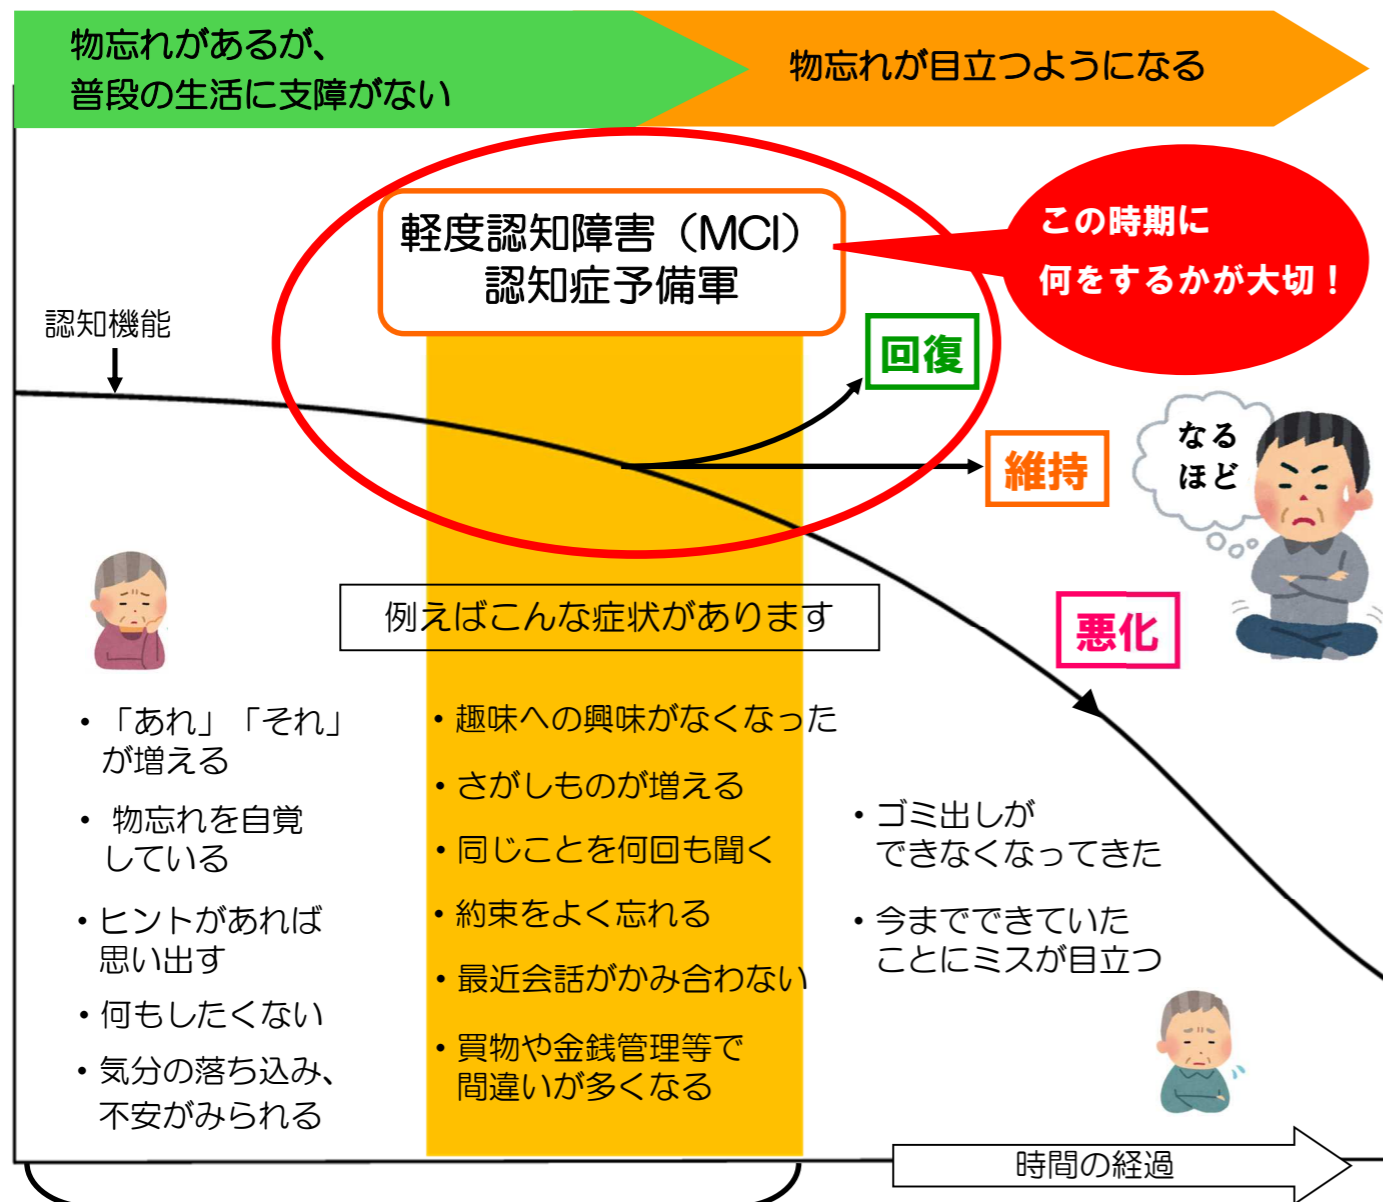 物忘れがあるが、
普段の生活に支障がない
物忘れが目立つようになる
軽度認知障害（MCI）
認知症予備軍
この時期に
何をするかが大切！
認知機能
回復
維持
なる
ほど
悪化
例えばこんな症状があります
・「あれ」「それ」
が増える
・ 物忘れを自覚
している
・ヒントがあれば
思い出す
・何もしたくない
・気分の落ち込み、
不安がみられる
・趣味への興味がなくなった
・さがしものが増える
・同じことを何回も聞く
・約束をよく忘れる
・最近会話がかみ合わない
・買物や金銭管理等で
間違いが多くなる
・ゴミ出しが
できなくなってきた
・今までできていた
ことにミスが目立つ
時間の経過